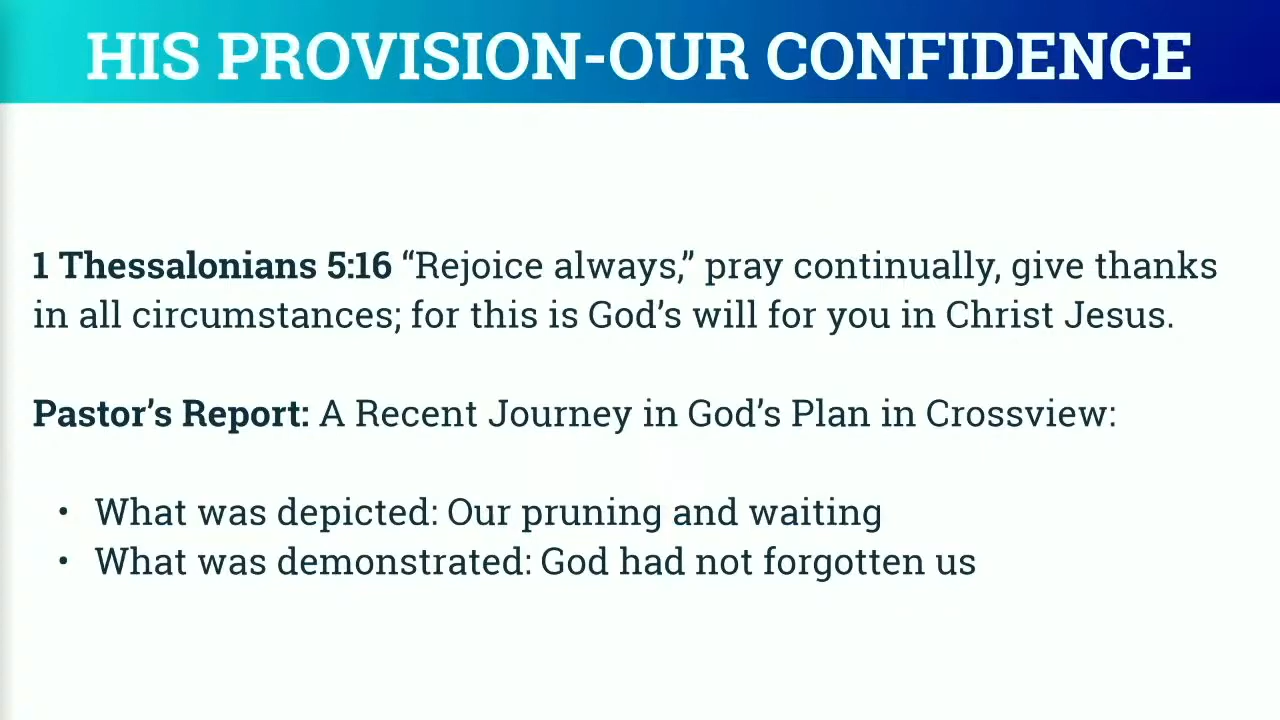 HIS PROVISION-OUR CONFIDENCE
1 Thessalonians 5:16 “Rejoice always,” pray continually, give thanks
in all circumstances; for this is God’s will for you in Christ Jesus.
Pastor’s Report: A Recent Journey in God’s Plan in Crossview:
• What was depicted: Our pruning and waiting
• What was demonstrated: God had not forgotten us